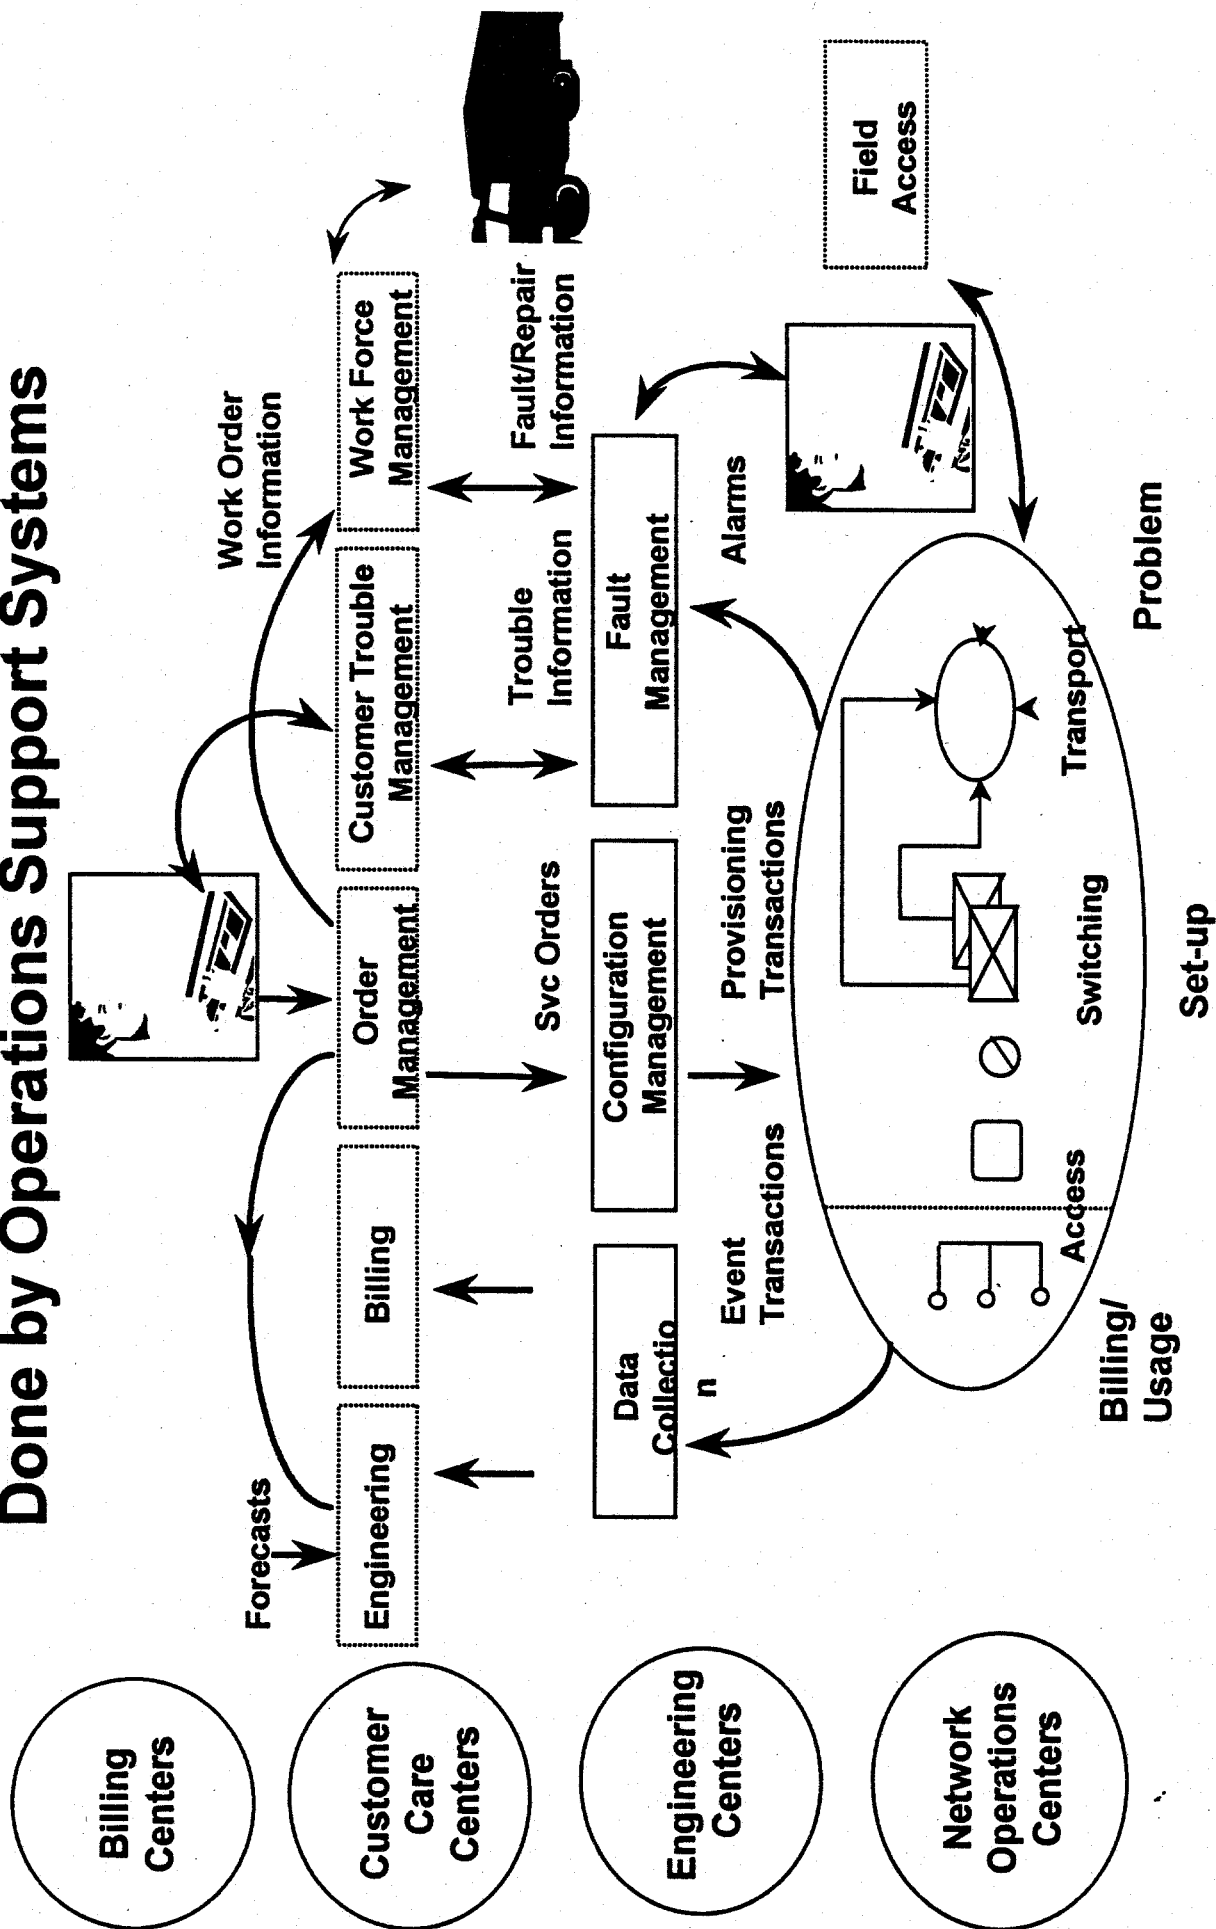 Done by Operations Support Systems
Billing
Centers
Customer
Care
Centers
Engineering
Centers
Network
Operations
Centers
Forecasts
Work Order
Information
Engineering
Billing
Order
Management
Customer Trouble
Management
Work Force
Management
Svc Orders
Trouble
Information
Fault/Repair
Information
Data
Collectio
n
Configuration
Management
Fault
Management
Event
Transactions
Provisioning
Transactions
Alarms
Field
Access
Access
Switching
Transport
Billing/
Usage
Set-up
Problem